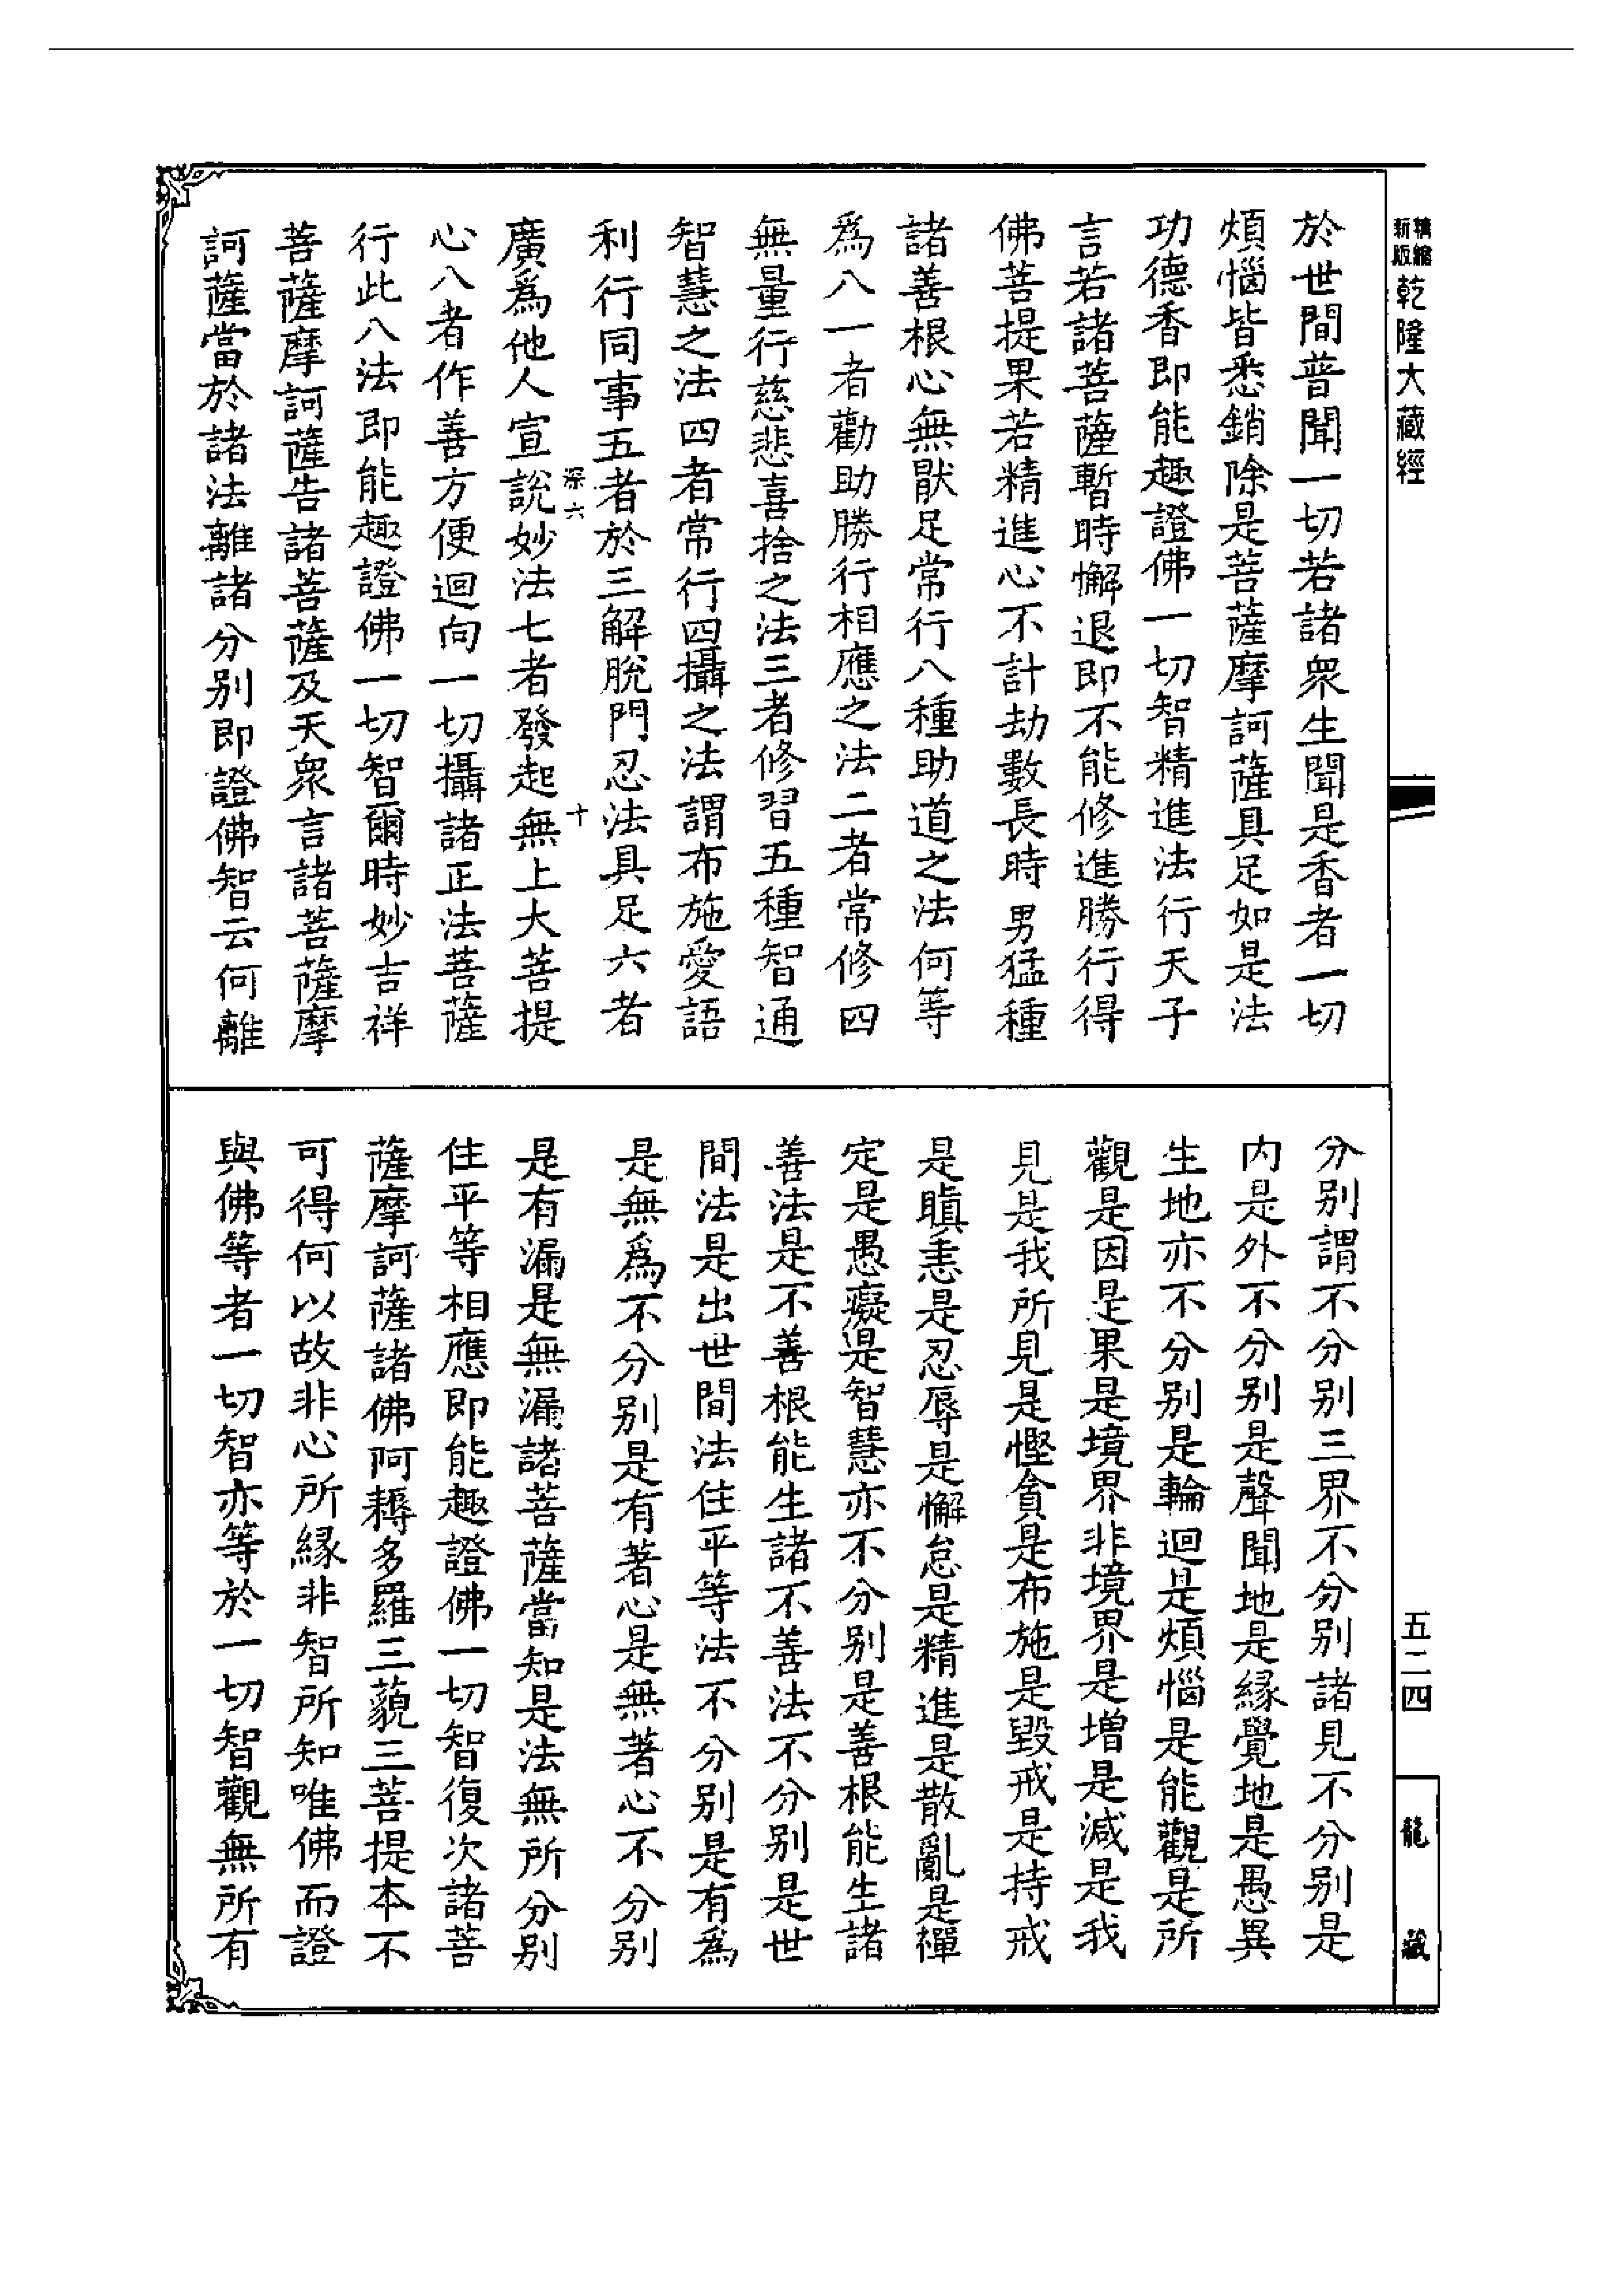 新版精縮
乾隆大藏經
五二四
龍藏
於世間普聞一切若諸衆生聞是香者一切
煩惱皆悉銷除是菩薩摩訶薩具足如是法
功德香即能趣證佛一切智精進法行天子
言若諸菩薩暫時懈退即不能修進勝行得
佛菩提果若精進心不計劫數長時勇猛種
諸善根心無猒足常行八種助道之法何等
為八一者勸助勝行相應之法二者常修四
無量行慈悲喜捨之法三者修習五種智通
智慧之法四者常行四攝之法謂布施愛語
利行同事五者於三解脫門忍法具足六者
深六
十
廣為他人宣說妙法七者發起無上大菩提
心八者作善方便迴向一切攝諸正法菩薩
行此八法即能趣證佛一切智爾時妙吉祥
菩薩摩訶薩告諸菩薩及天衆言諸菩薩摩
訶薩當於諸法離諸分別即證佛智云何離
分別謂不分別三界不分別諸見不分別是
內是外不分別是聲聞地是緣覺地是愚異
生地亦不分別是輪迴是煩惱是能觀是所
觀是因是果是境界非境界是增是減是我
見是我所見是慳貪是布施是毀戒是持戒
是瞋恚是忍辱是懈怠是精進是散亂是禪
定是愚癡是智慧亦不分別是善根能生諸
善法是不善根能生諸不善法不分別是世
間法是出世間法住平等法不分別是有為
是無為不分別是有著心是無著心不分別
是有漏是無漏諸菩薩當知是法無所分別
住平等相應即能趣證佛一切智復次諸菩
薩摩訶薩諸佛阿耨多羅三藐三菩提本不
可得何以故非心所緣非智所知唯佛而證
與佛等者一切智亦等於一切智觀無所有